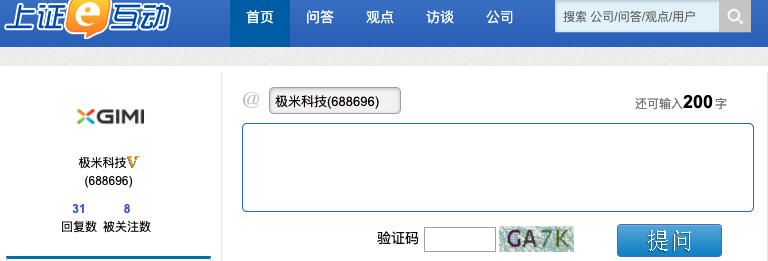 上证e互动 首页 问答 观点 访谈 公司 搜索 公司/问答/观点/用户
XGIMI
极米科技V
(688696)
31 8
回复数 被关注数
@ 极米科技(688696) 还可输入200字
验证码 GA7K 提问